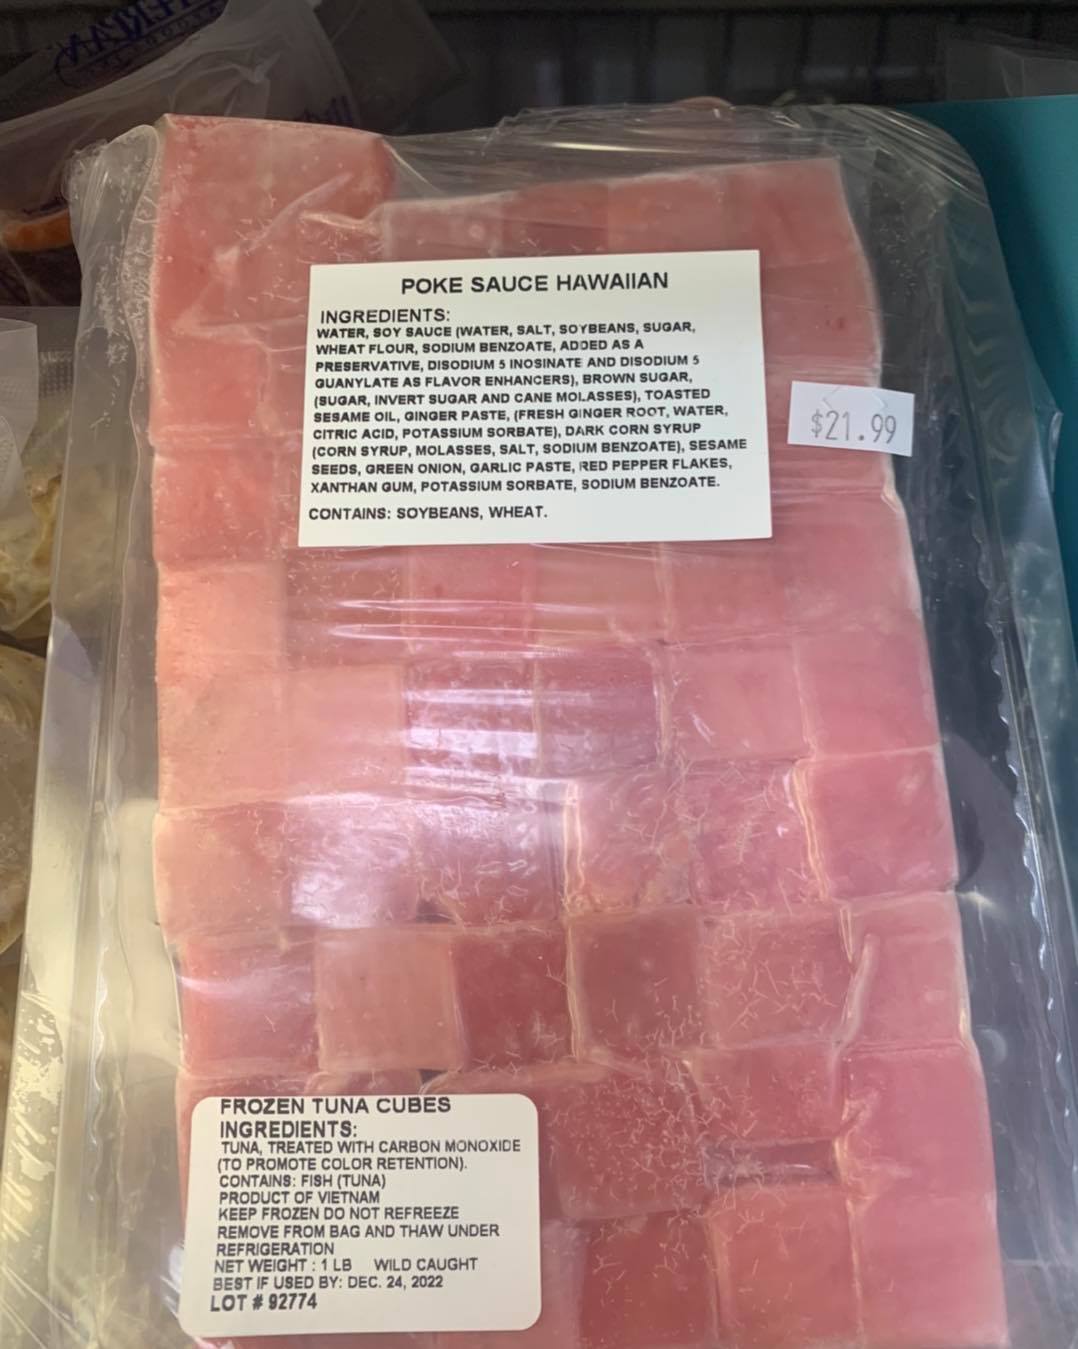 POKE SAUCE HAWAIIAN
INGREDIENTS:
WATER, SOY SAUCE (WATER, SALT, SOYBEANS, SUGAR,
WHEAT FLOUR, SODIUM BENZOATE, ADDED AS A
PRESERVATIVE, DISODIUM 5 INOSINATE AND DISODIUM 5
GUANYLATE AS FLAVOR ENHANCERS), BROWN SUGAR,
(SUGAR, INVERT SUGAR AND CANE MOLASSES), TOASTED
SESAME OIL, GINGER PASTE, (FRESH GINGER ROOT, WATER,
CITRIC ACID, POTASSIUM SORBATE), DARK CORN SYRUP
(CORN SYRUP, MOLASSES, SALT, SODIUM BENZOATE), SESAME
SEEDS, GREEN ONION, GARLIC PASTE, RED PEPPER FLAKES,
XANTHAN GUM, POTASSIUM SORBATE, SODIUM BENZOATE.
CONTAINS: SOYBEANS, WHEAT.
$21.99
FROZEN TUNA CUBES
INGREDIENTS:
TUNA, TREATED WITH CARBON MONOXIDE
(TO PROMOTE COLOR RETENTION).
CONTAINS: FISH (TUNA)
PRODUCT OF VIETNAM
KEEP FROZEN DO NOT REFREEZE
REMOVE FROM BAG AND THAW UNDER
REFRIGERATION
NET WEIGHT : 1 LB WILD CAUGHT
BEST IF USED BY: DEC. 24, 2022
LOT # 92774